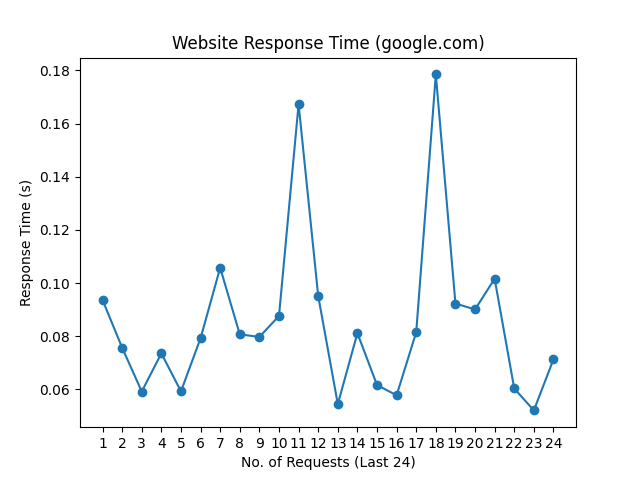 Website Response Time (google.com)
0.18
0.16
0.14
0.12
0.10
0.08
0.06
Response Time (s)
1 2 3 4 5 6 7 8 9 10 11 12 13 14 15 16 17 18 19 20 21 22 23 24
No. of Requests (Last 24)